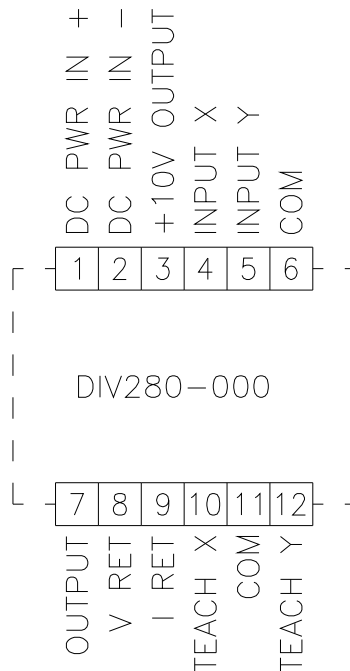 DC PWR IN +
DC PWR IN -
+10V OUTPUT
INPUT X
INPUT Y
COM
1 2 3 4 5 6
DIV280-000
7 8 9 10 11 12
OUTPUT
V RET
I RET
TEACH X
COM
TEACH Y